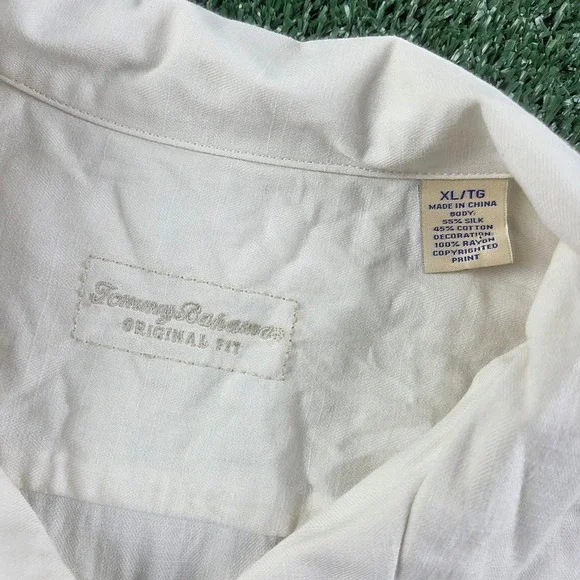 XL/TG
MADE IN CHINA
BODY:
55% SILK
45% COTTON
DECORATION:
100% RAYON
COPYRIGHTED
PRINT
Tommy Bahama
ORIGINAL FIT